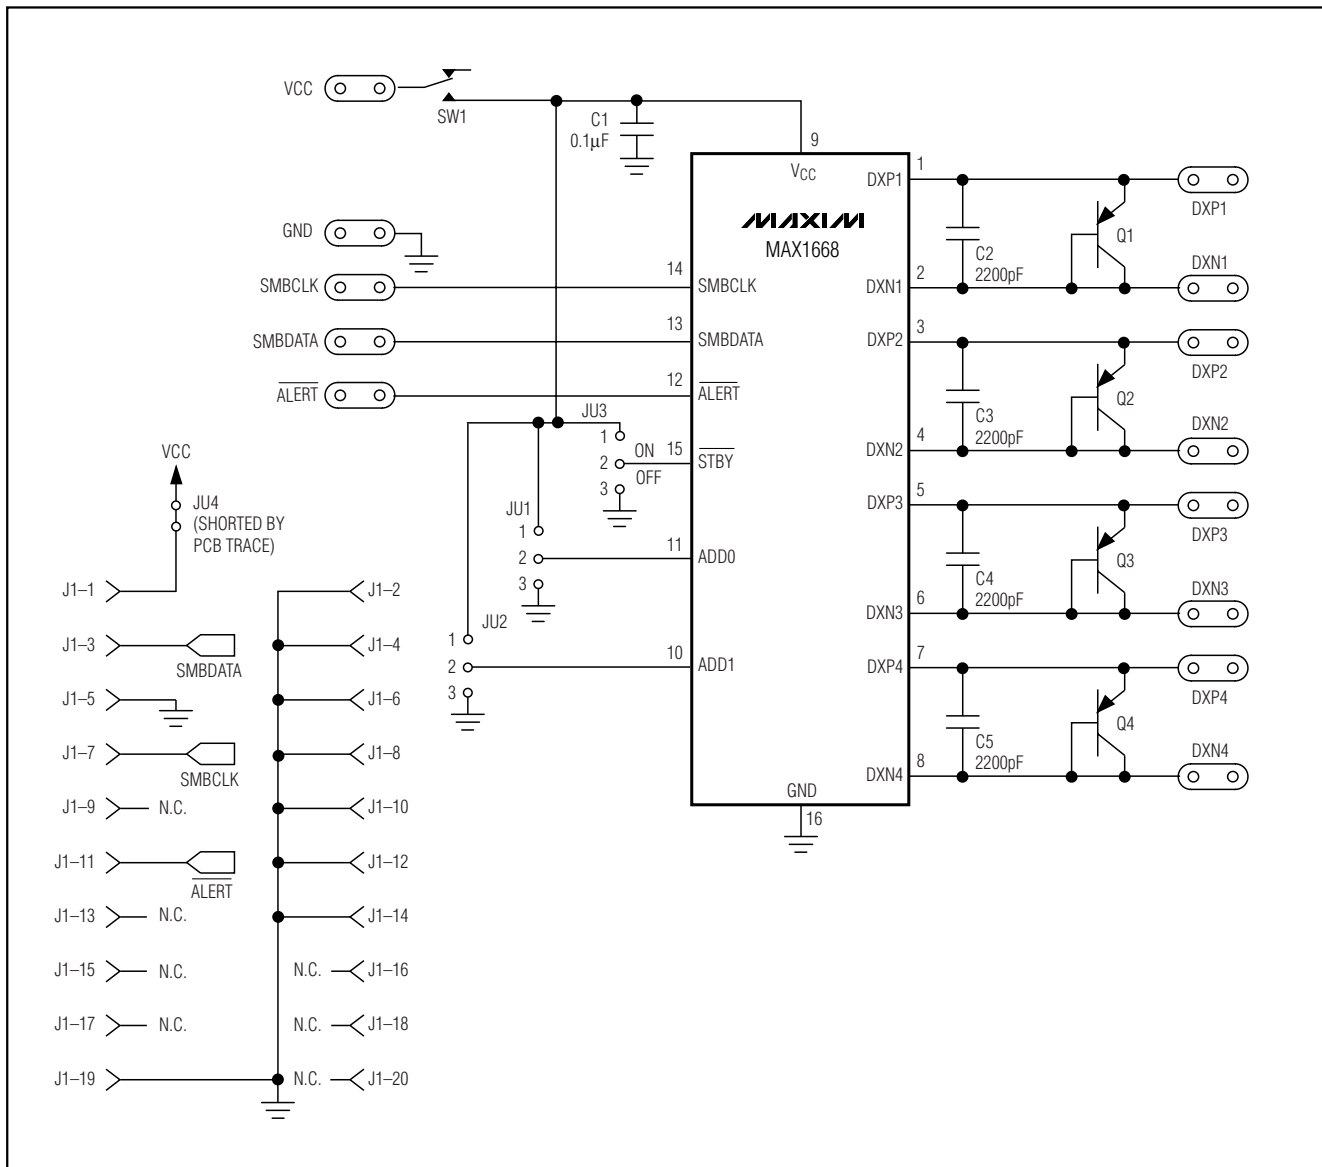 VCC
SW1
C1
0.1µF
9
VCC
MAXIM
MAX1668
GND
SMBCLK
14
SMBCLK
SMBDATA
13
SMBDATA
ALERT
12
ALERT
JU3
1
ON
2
OFF
3
15
STBY
JU1
1
2
3
11
ADD0
JU2
1
2
3
10
ADD1
GND
16
DXP1
1
C2
2200pF
Q1
DXP1
DXN1
2
DXN1
DXP2
3
C3
2200pF
Q2
DXP2
DXN2
4
DXN2
DXP3
5
C4
2200pF
Q3
DXP3
DXN3
6
DXN3
DXP4
7
C5
2200pF
Q4
DXP4
DXN4
8
DXN4
VCC
JU4
(SHORTED BY
PCB TRACE)
J1–1
J1–2
J1–3
SMBDATA
J1–4
J1–5
J1–6
J1–7
SMBCLK
J1–8
J1–9 N.C.
J1–10
J1–11
ALERT
J1–12
J1–13 N.C.
J1–14
J1–15 N.C.
N.C. J1–16
J1–17 N.C.
N.C. J1–18
J1–19
N.C. J1–20